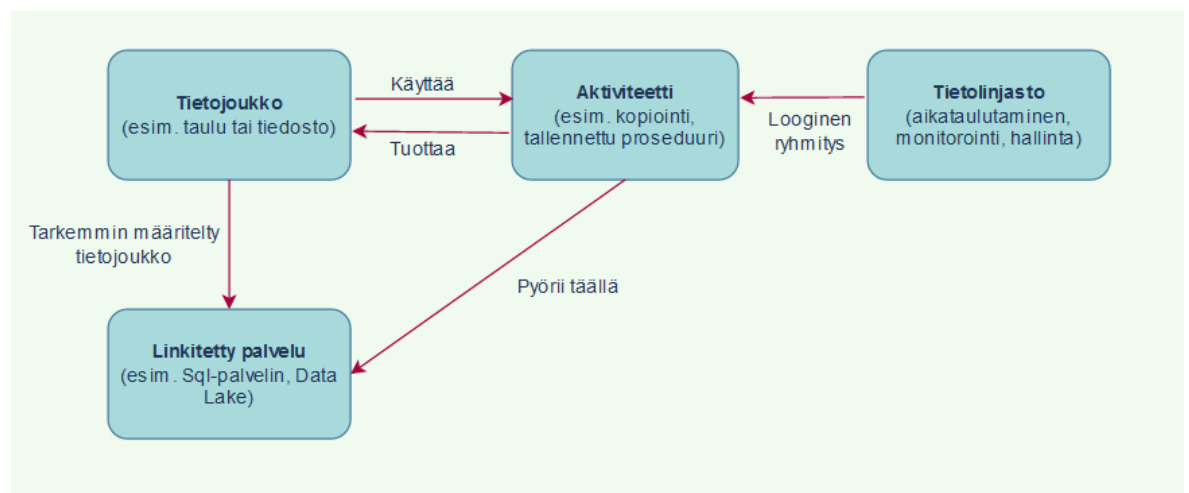 Tietojoukko
(esim. taulu tai tiedosto)
Käyttää
Tuottaa
Aktiviteetti
(esim. kopiointi,
tallennettu proseduuri)
Looginen
ryhmitys
Tietolinjasto
(aikatauluttaminen,
monitorointi, hallinta)
Tarkemmin määritelty
tietojoukko
Pyörii täällä
Linkitetty palvelu
(esim. Sql-palvelin, Data
Lake)